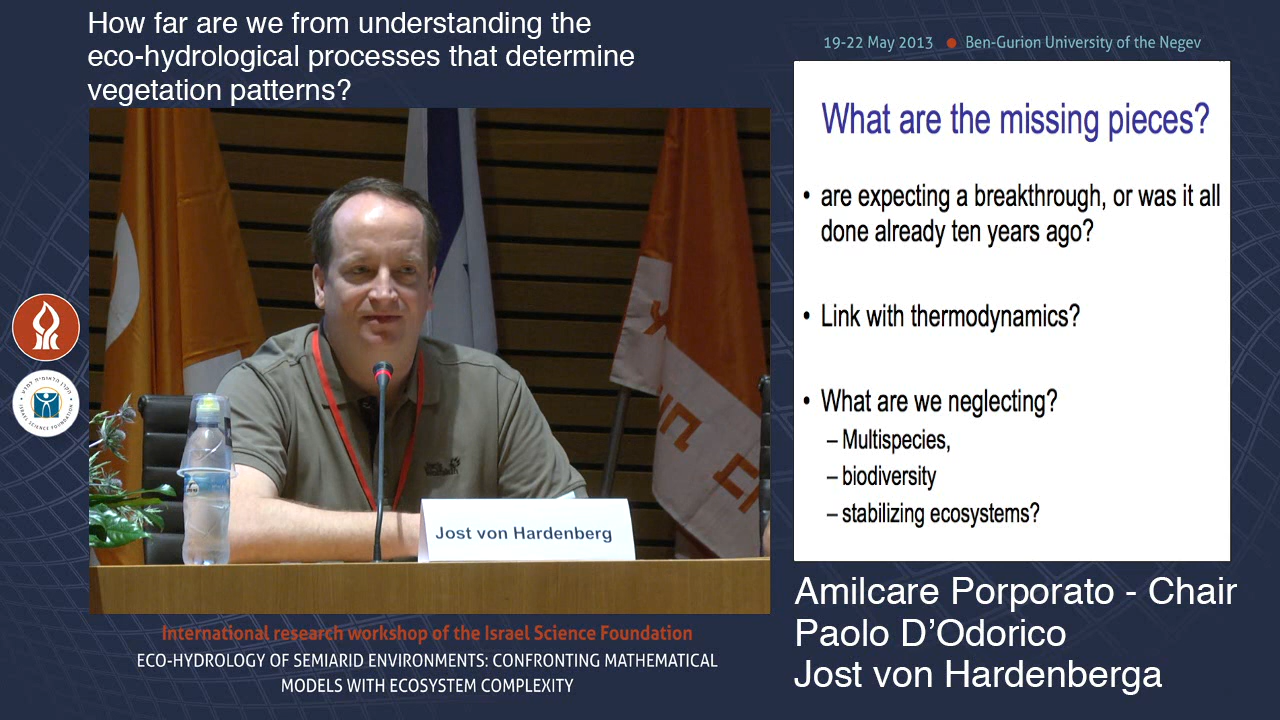 How far are we from understanding the
eco-hydrological processes that determine
vegetation patterns?
19-22 May 2013 ● Ben-Gurion University of the Negev
What are the missing pieces?
• are expecting a breakthrough, or was it all
done already ten years ago?
• Link with thermodynamics?
• What are we neglecting?
– Multispecies,
– biodiversity
– stabilizing ecosystems?
ISRAEL SCIENCE FOUNDATION
Jost von Hardenberg
Amilcare Porporato - Chair
Paolo D’Odorico
Jost von Hardenberga
International research workshop of the Israel Science Foundation
ECO-HYDROLOGY OF SEMIARID ENVIRONMENTS: CONFRONTING MATHEMATICAL
MODELS WITH ECOSYSTEM COMPLEXITY